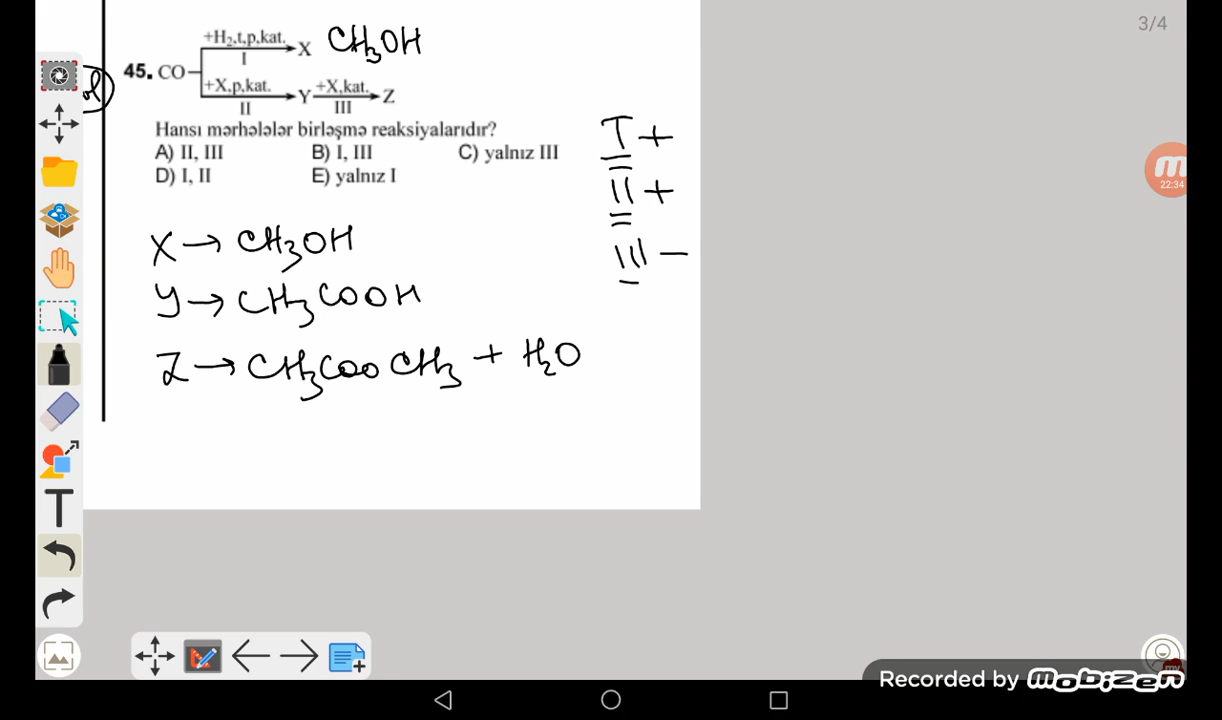 3/4
+H₂,t,p,kat. X CH₃OH
I
45. CO
+X,p,kat. Y +X,kat. Z
II III
Hansı mərhələlər birləşmə reaksiyalarıdır?
A) II, III B) I, III C) yalnız III
D) I, II E) yalnız I
I +
II +
III –
X → CH₃OH
Y → CH₃COOH
Z → CH₃COOCH₃ + H₂O
22:34
T
Recorded by mobizen